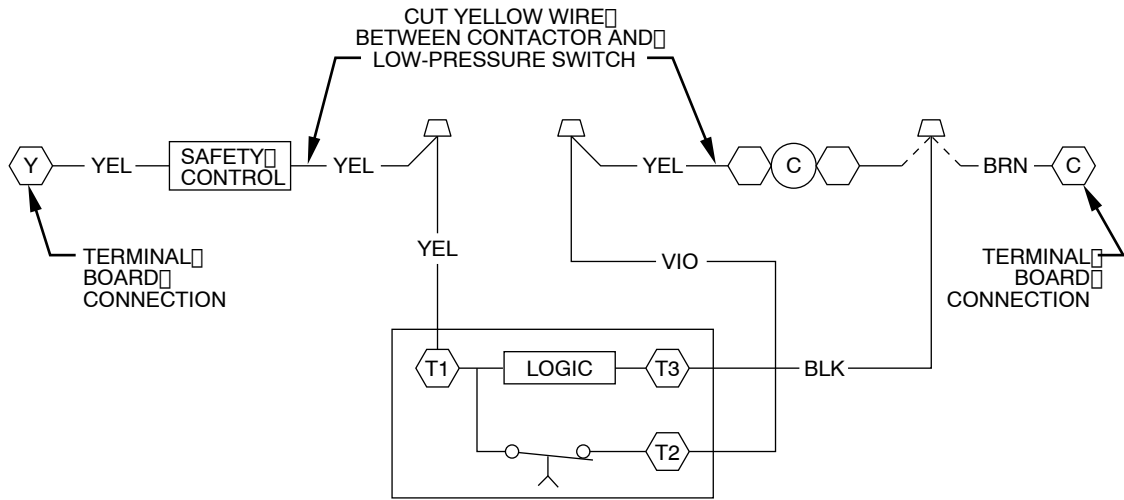 CUT YELLOW WIRE
BETWEEN CONTACTOR AND
LOW-PRESSURE SWITCH
Y
YEL
SAFETY
CONTROL
YEL
YEL
C
BRN
C
TERMINAL
BOARD
CONNECTION
YEL
VIO
TERMINAL
BOARD
CONNECTION
T1
LOGIC
T3
BLK
T2